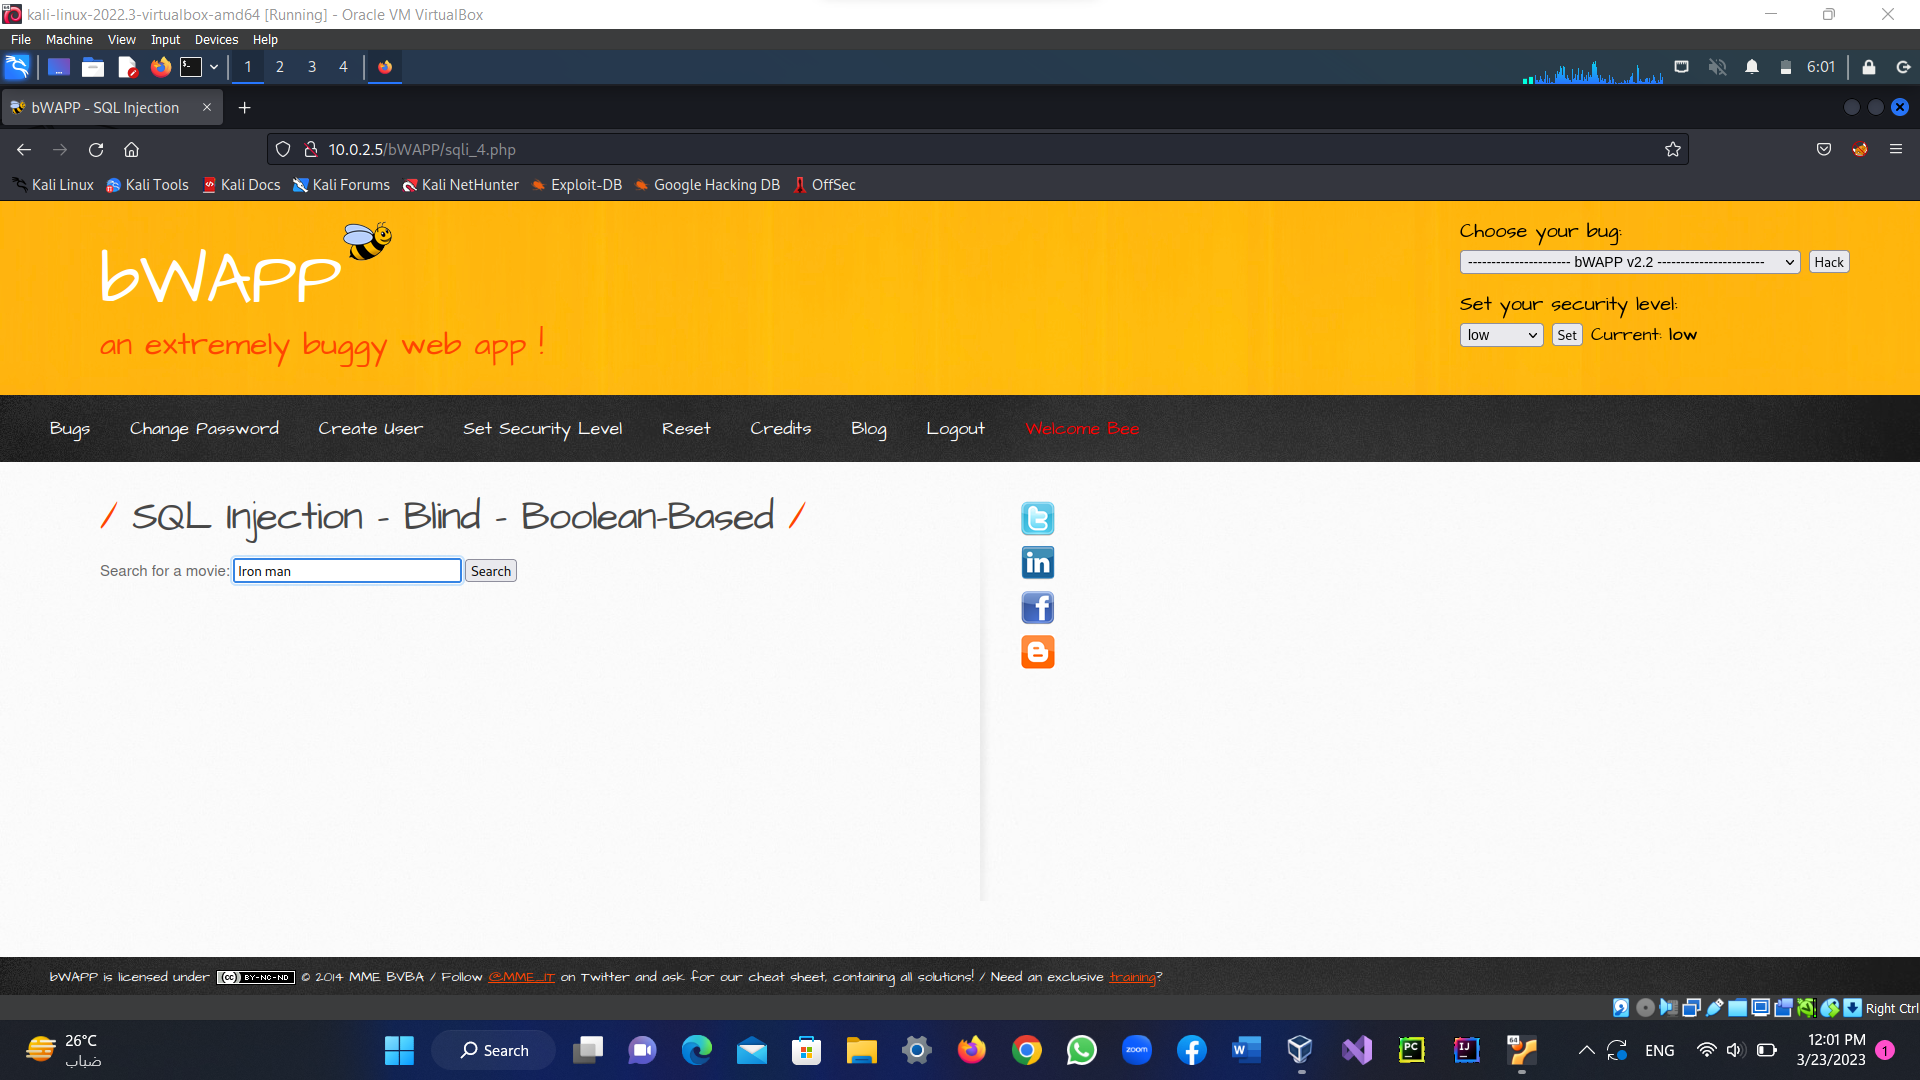 kali-linux-2022.3-virtualbox-amd64 [Running] - Oracle VM VirtualBox
File Machine View Input Devices Help
1 2 3 4 6:01
bWAPP - SQL Injection
10.0.2.5/bWAPP/sqli_4.php
Kali Linux Kali Tools Kali Docs Kali Forums Kali NetHunter Exploit-DB Google Hacking DB OffSec
bWAPP
an extremely buggy web app !
Choose your bug:
---------------------- bWAPP v2.2 ----------------------- Hack
Set your security level:
low Set Current: low
Bugs Change Password Create User Set Security Level Reset Credits Blog Logout Welcome Bee
/ SQL Injection - Blind - Boolean-Based /
Search for a movie: Iron man Search
bWAPP is licensed under (cc) BY-NC-ND © 2014 MME BVBA / Follow @MME_IT on Twitter and ask for our cheat sheet, containing all solutions! / Need an exclusive training?
Right Ctrl
26°C
ضباب
Search
zoom
ENG
12:01 PM
3/23/2023
1